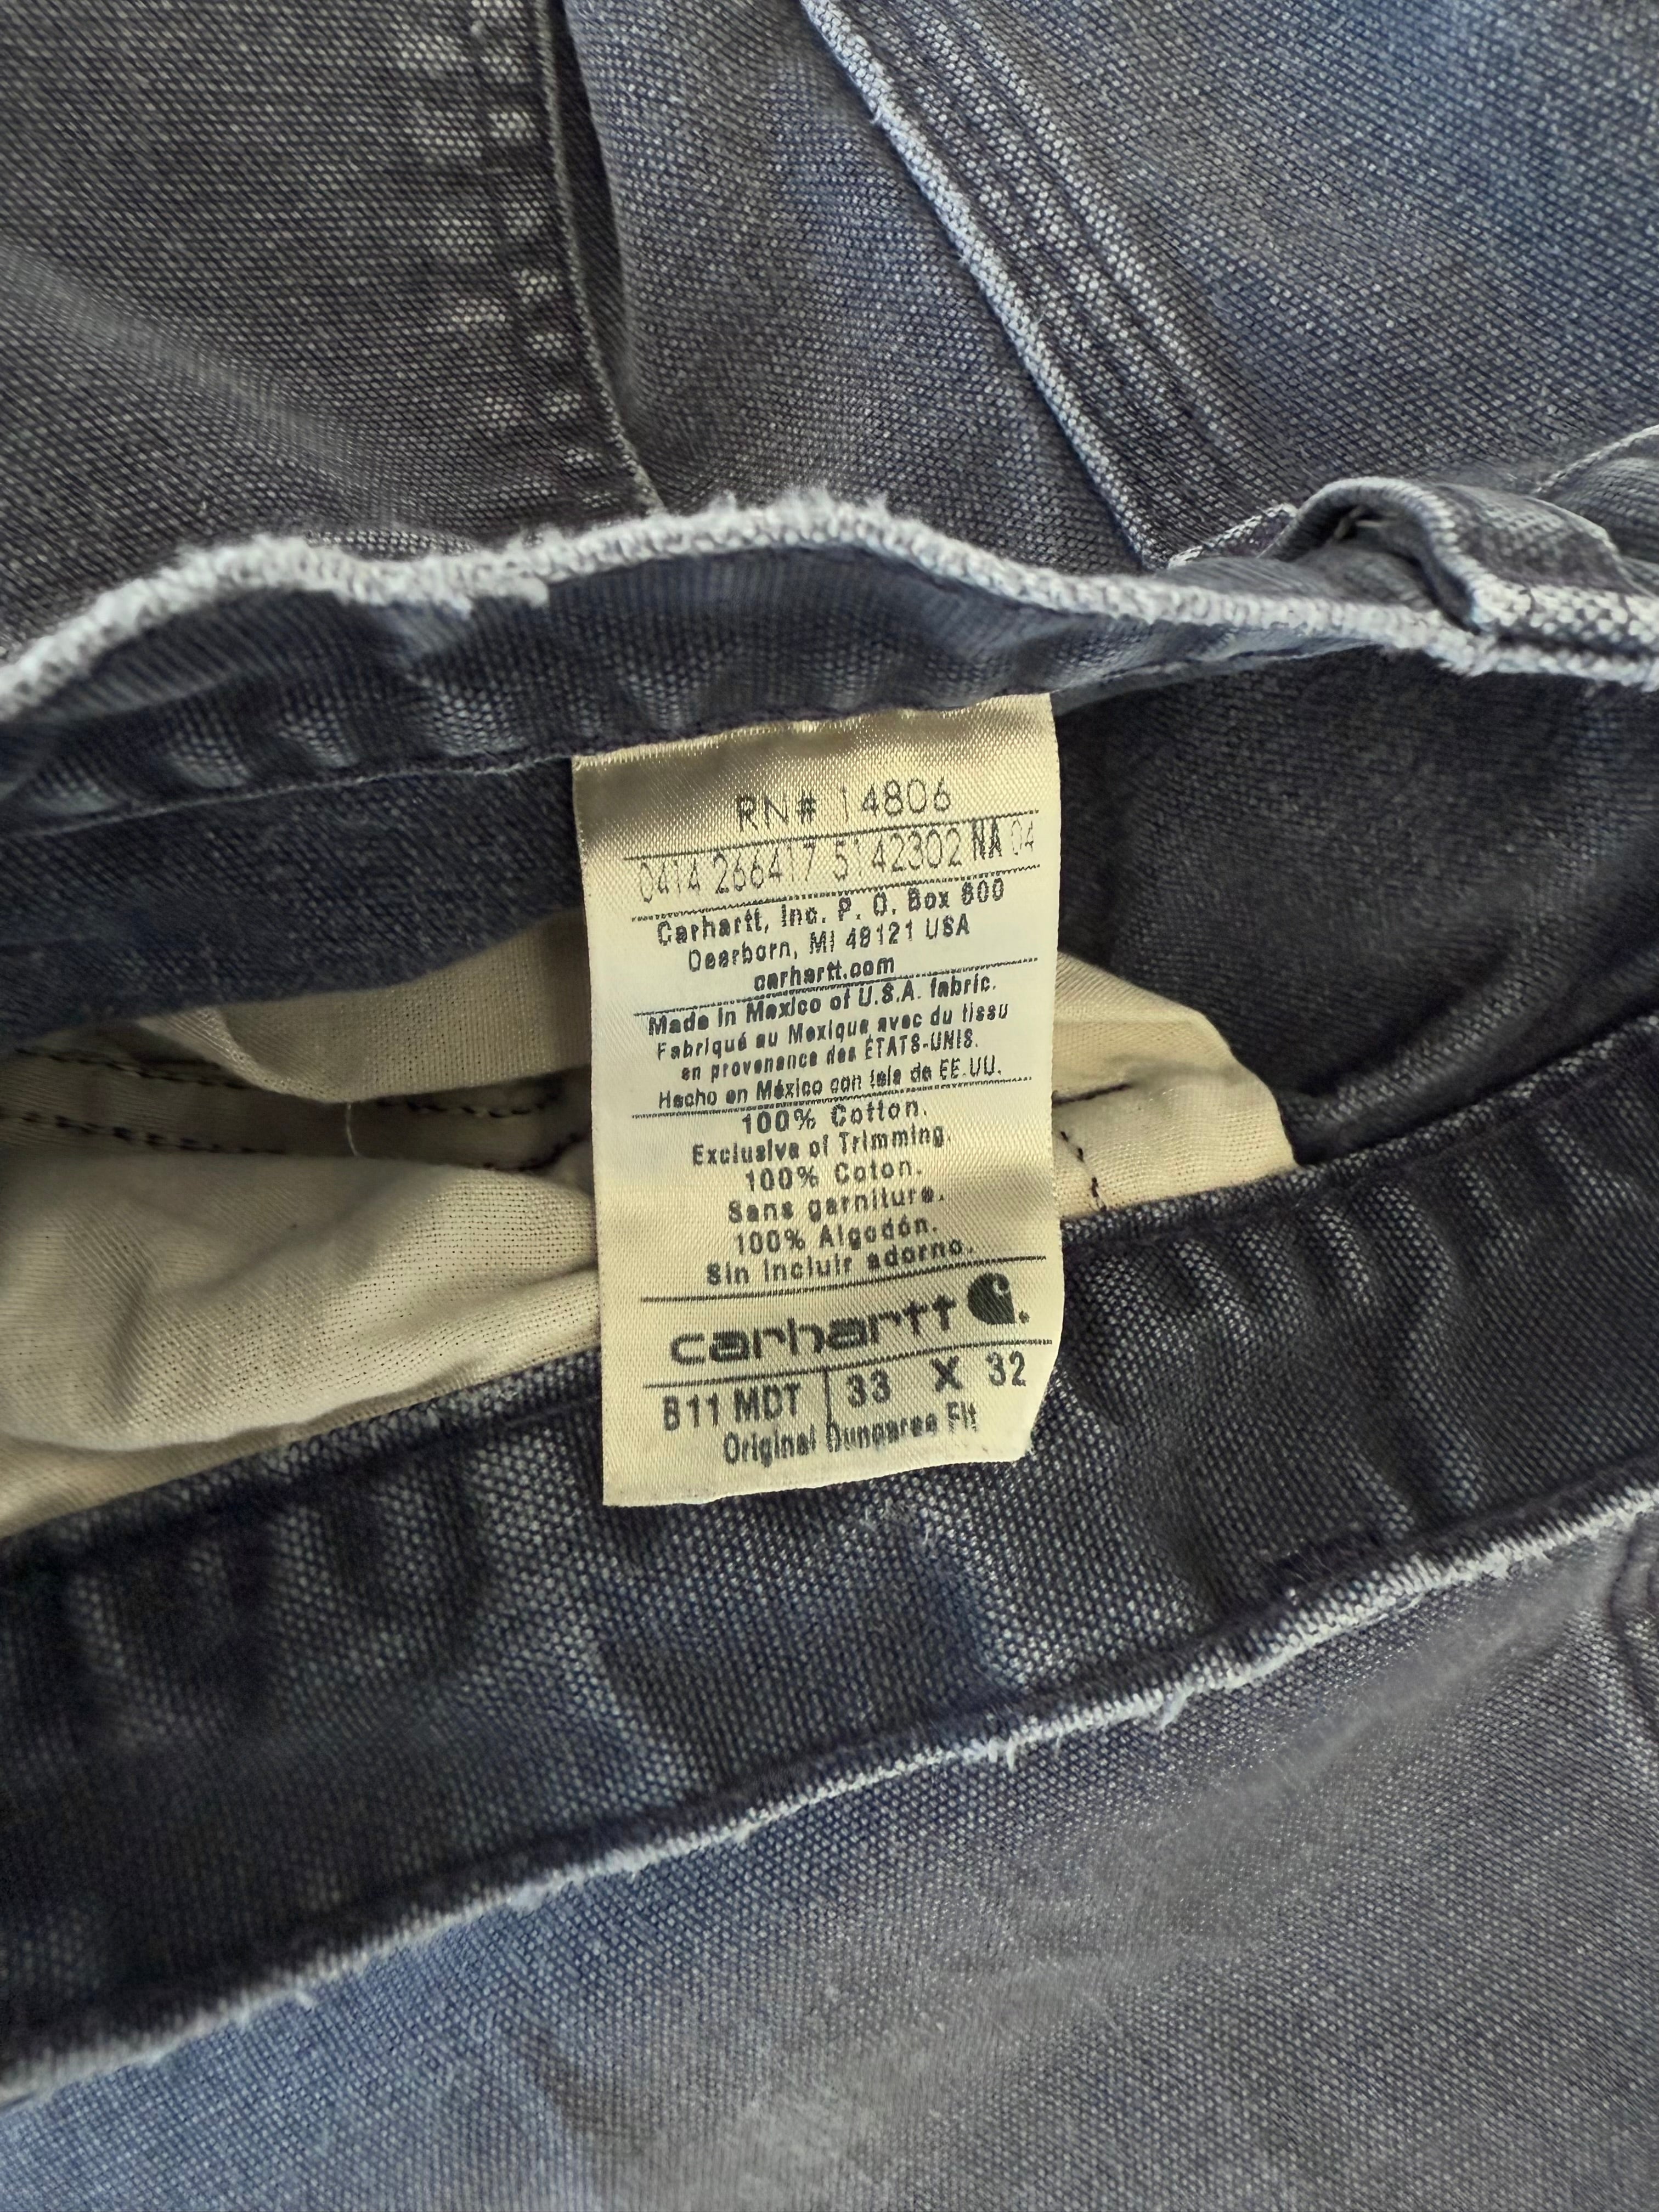 RN# 14806
0414 266417 5142302 NA 04
Carhartt, Inc. P. O. Box 600
Dearborn, MI 48121 USA
carhartt.com
Made in Mexico of U.S.A. fabric.
Fabriqué au Mexique avec du tissu
en provenance des ÉTATS-UNIS.
Hecho en México con tela de EE.UU.
100% Cotton.
Exclusive of Trimming.
100% Coton.
Sans garniture.
100% Algodón.
Sin incluir adorno.
carhartt
B11 MDT 33 X 32
Original Dungaree Fit